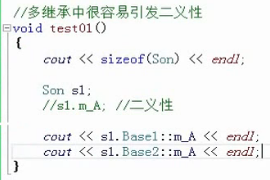 //多继承中很容易引发二义性
void test01()
{
cout << sizeof(Son) << endl;
Son s1;
//s1.m_A; //二义性
cout << s1.Base1::m_A << endl;
cout << s1.Base2::m_A << endl;
}